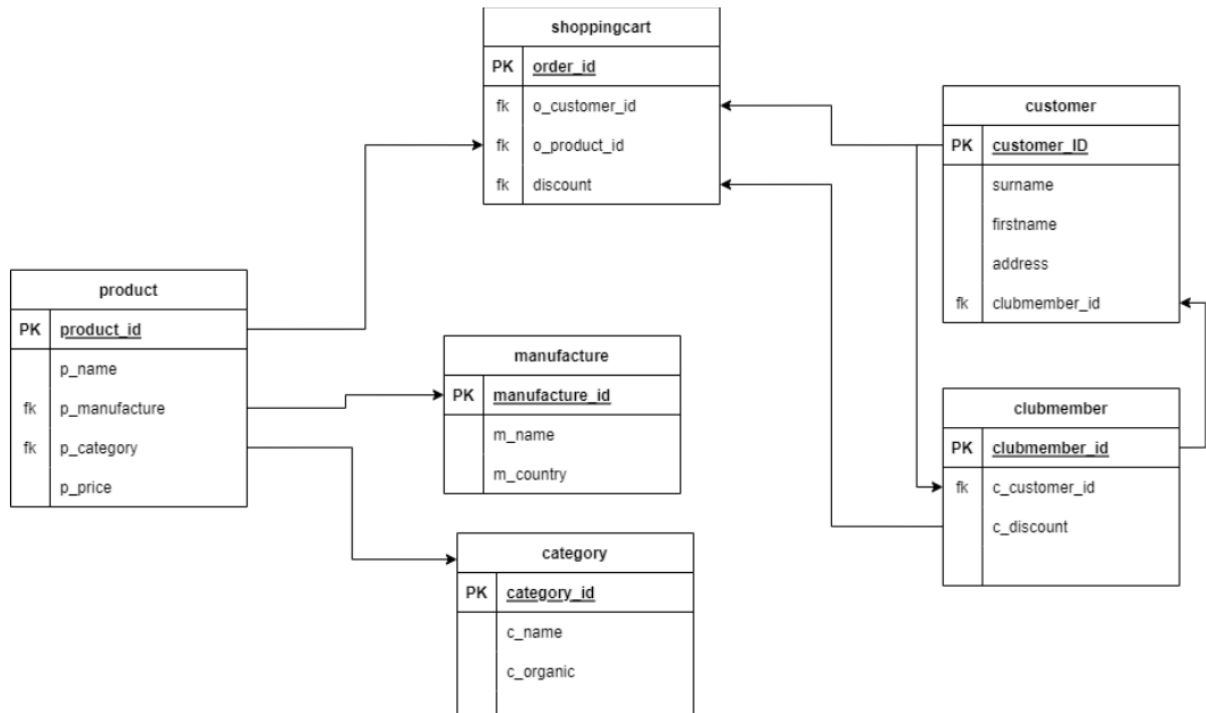 shoppingcart
PK order_id
fk o_customer_id
fk o_product_id
fk discount
customer
PK customer_ID
surname
firstname
address
fk clubmember_id
product
PK product_id
p_name
fk p_manufacture
fk p_category
p_price
manufacture
PK manufacture_id
m_name
m_country
clubmember
PK clubmember_id
fk c_customer_id
c_discount
category
PK category_id
c_name
c_organic